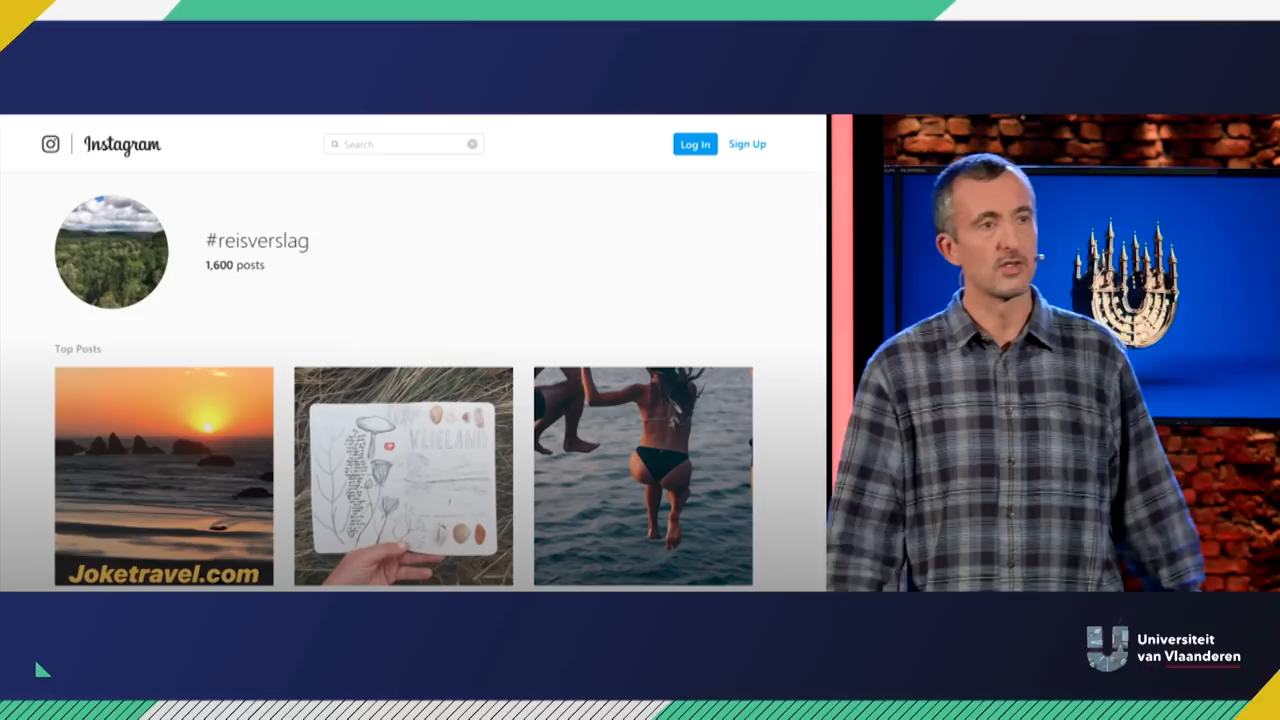 Instagram
Search
Log In
Sign Up
#reisverslag
1,600 posts
Top Posts
VLIELAND
Joketravel.com
Universiteit
van Vlaanderen